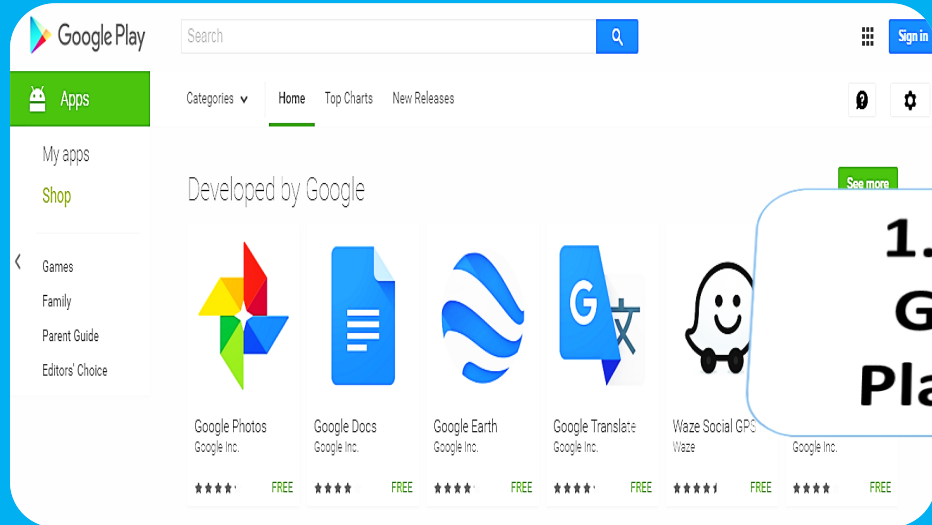 Google Play
Search
Sign in
Apps
Categories
Home
Top Charts
New Releases
My apps
Shop
Games
Family
Parent Guide
Editors' Choice
Developed by Google
See more
1.
G
Pla
G
文
Google Photos
Google Inc.
FREE
Google Docs
Google Inc.
FREE
Google Earth
Google Inc.
FREE
Google Translate
Google Inc.
FREE
Waze Social GPS
Waze
FREE
Google Inc.
FREE